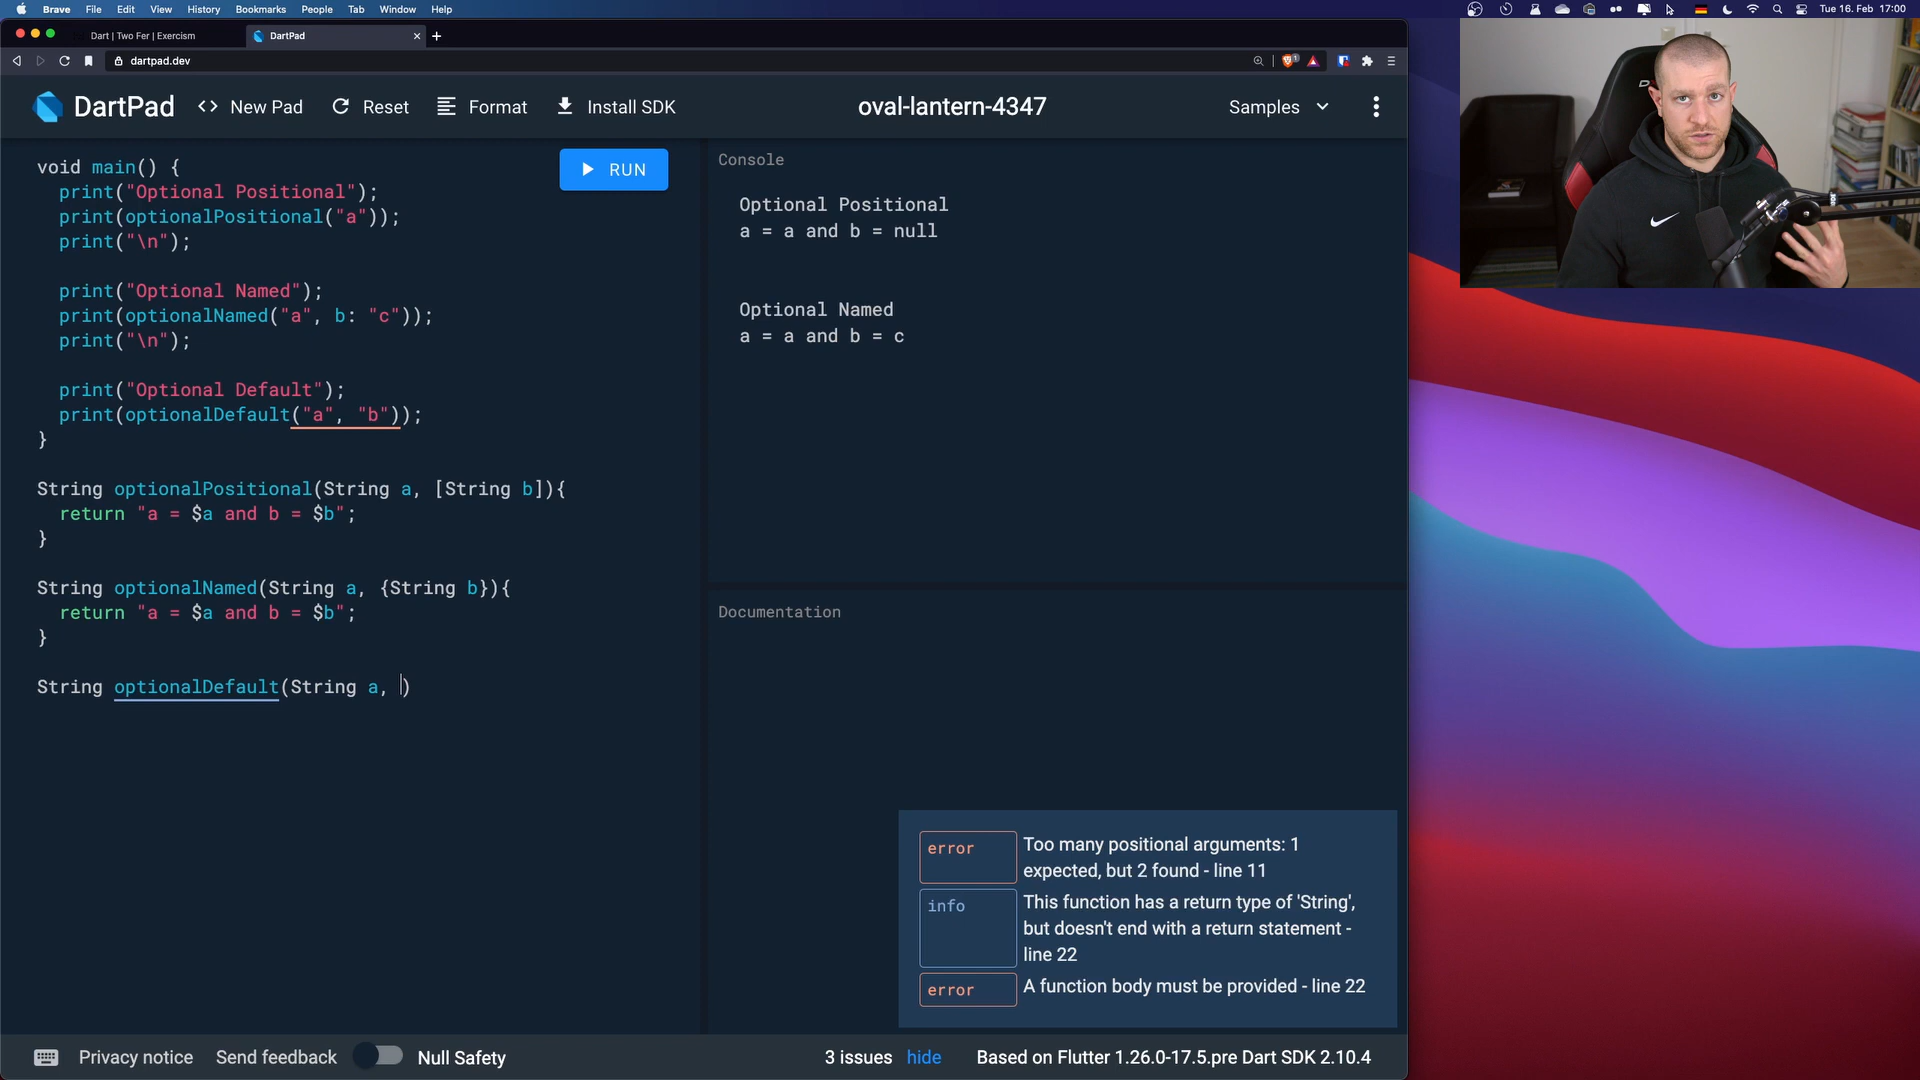 Brave File Edit View History Bookmarks People Tab Window Help
Tue 16. Feb 17:00
Dart | Two Fer | Exercism
DartPad
dartpad.dev
DartPad
<> New Pad
Reset
Format
Install SDK
oval-lantern-4347
Samples
RUN
void main() {
  print("Optional Positional");
  print(optionalPositional("a"));
  print("\n");
  print("Optional Named");
  print(optionalNamed("a", b: "c"));
  print("\n");
  print("Optional Default");
  print(optionalDefault("a", "b"));
}
String optionalPositional(String a, [String b]){
  return "a = $a and b = $b";
}
String optionalNamed(String a, {String b}){
  return "a = $a and b = $b";
}
String optionalDefault(String a, )
Console
Optional Positional
a = a and b = null
Optional Named
a = a and b = c
Documentation
error
Too many positional arguments: 1
expected, but 2 found - line 11
info
This function has a return type of 'String',
but doesn't end with a return statement -
line 22
error
A function body must be provided - line 22
Privacy notice
Send feedback
Null Safety
3 issues
hide
Based on Flutter 1.26.0-17.5.pre Dart SDK 2.10.4